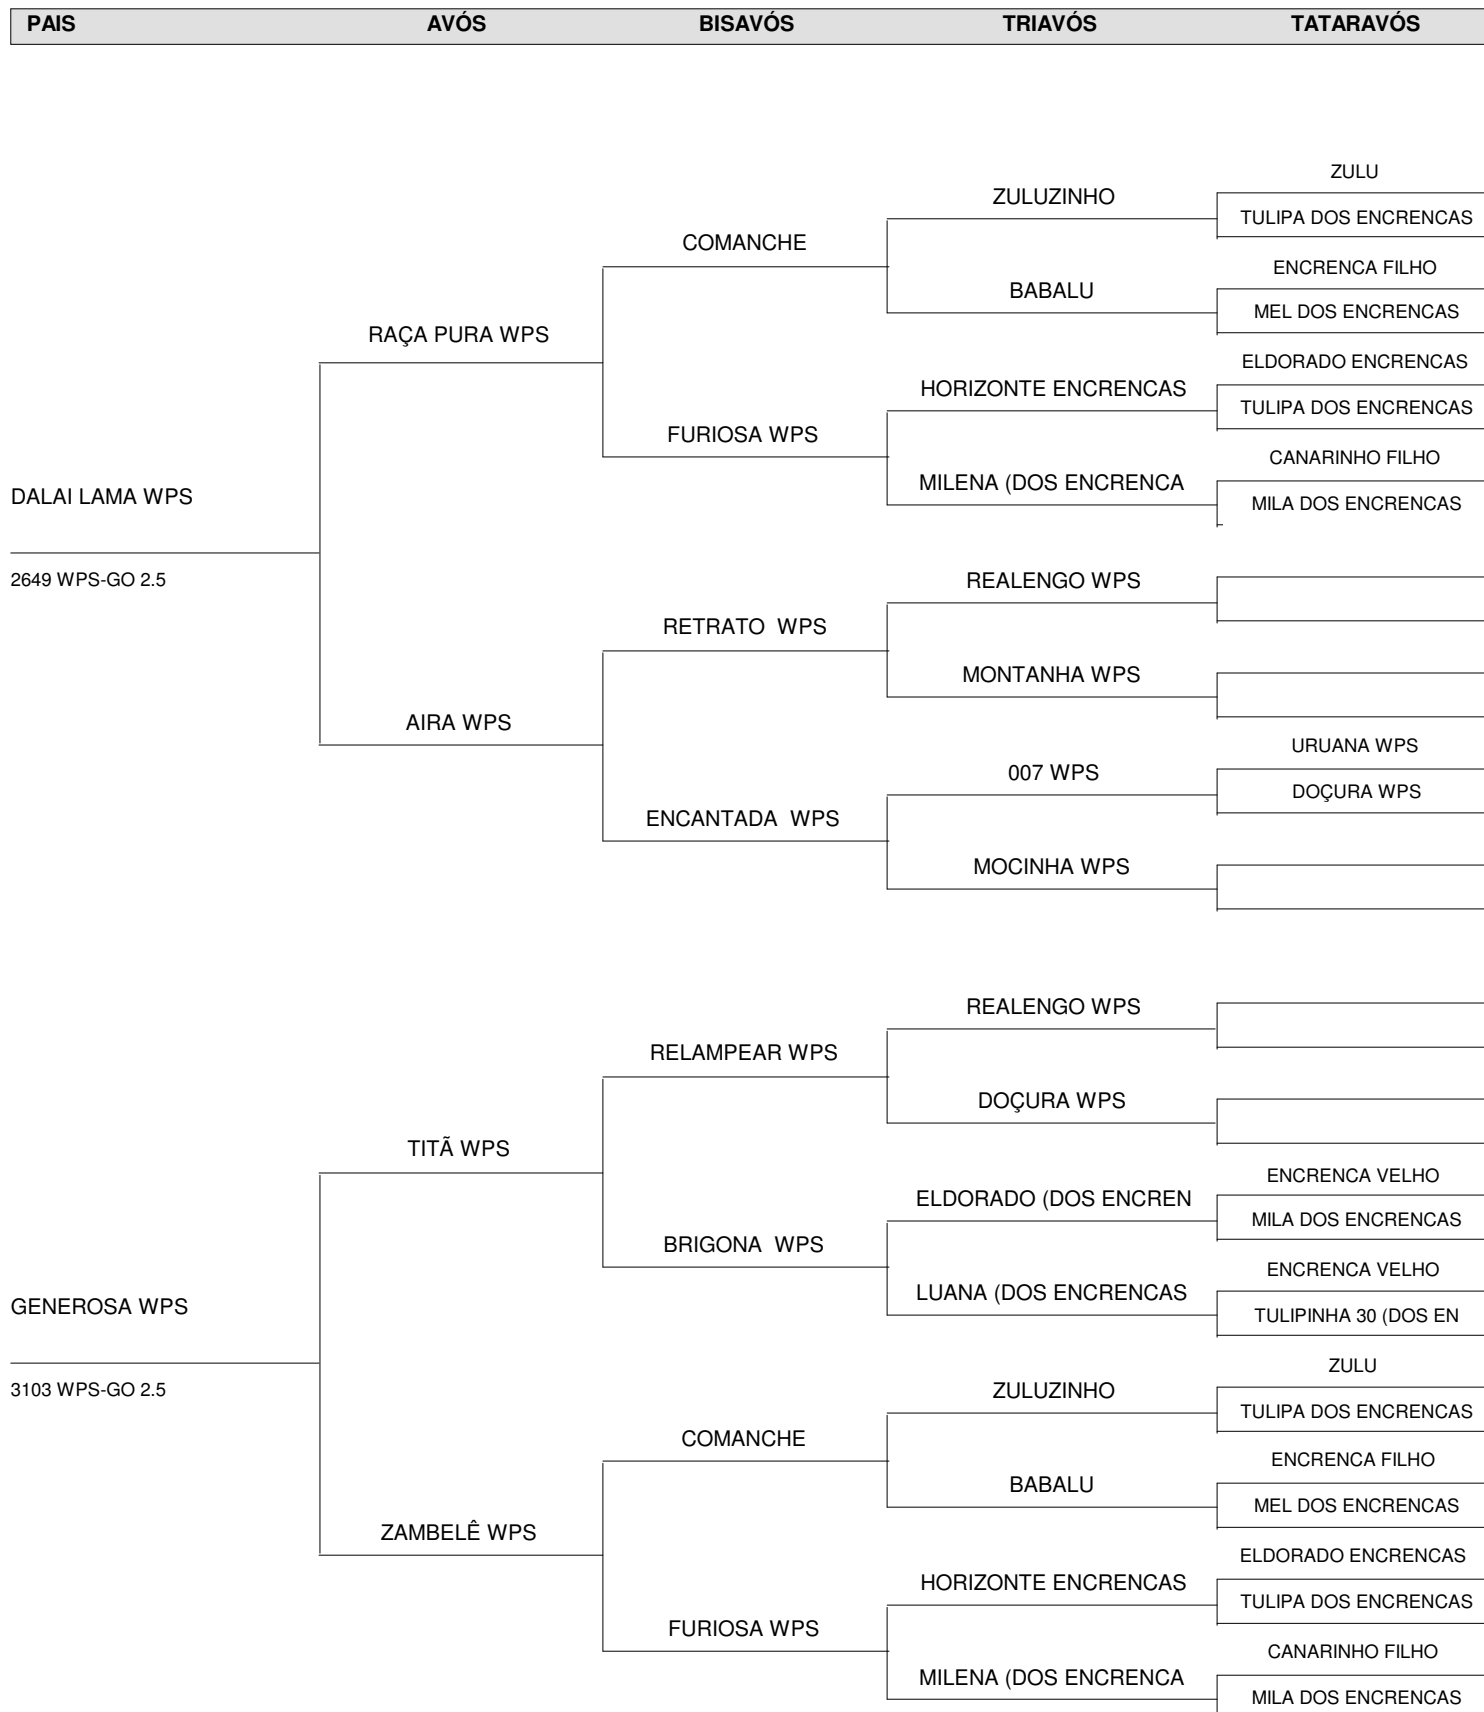 PAIS AVÓS BISAVÓS TRIAVÓS TATARAVÓS
ZULU
ZULUZINHO
TULIPA DOS ENCRENCAS
COMANCHE
ENCRENCA FILHO
BABALU
MEL DOS ENCRENCAS
RAÇA PURA WPS
ELDORADO ENCRENCAS
HORIZONTE ENCRENCAS
TULIPA DOS ENCRENCAS
FURIOSA WPS
CANARINHO FILHO
MILENA (DOS ENCRENCA
MILA DOS ENCRENCAS
DALAI LAMA WPS
2649 WPS-GO 2.5
REALENGO WPS
RETRATO WPS
MONTANHA WPS
AIRA WPS
URUANA WPS
007 WPS
DOÇURA WPS
ENCANTADA WPS
MOCINHA WPS
REALENGO WPS
RELAMPEAR WPS
DOÇURA WPS
TITÃ WPS
ENCRENCA VELHO
ELDORADO (DOS ENCREN
MILA DOS ENCRENCAS
BRIGONA WPS
ENCRENCA VELHO
LUANA (DOS ENCRENCAS
TULIPINHA 30 (DOS EN
GENEROSA WPS
3103 WPS-GO 2.5
ZULU
ZULUZINHO
TULIPA DOS ENCRENCAS
COMANCHE
ENCRENCA FILHO
BABALU
MEL DOS ENCRENCAS
ZAMBELÊ WPS
ELDORADO ENCRENCAS
HORIZONTE ENCRENCAS
TULIPA DOS ENCRENCAS
FURIOSA WPS
CANARINHO FILHO
MILENA (DOS ENCRENCA
MILA DOS ENCRENCAS